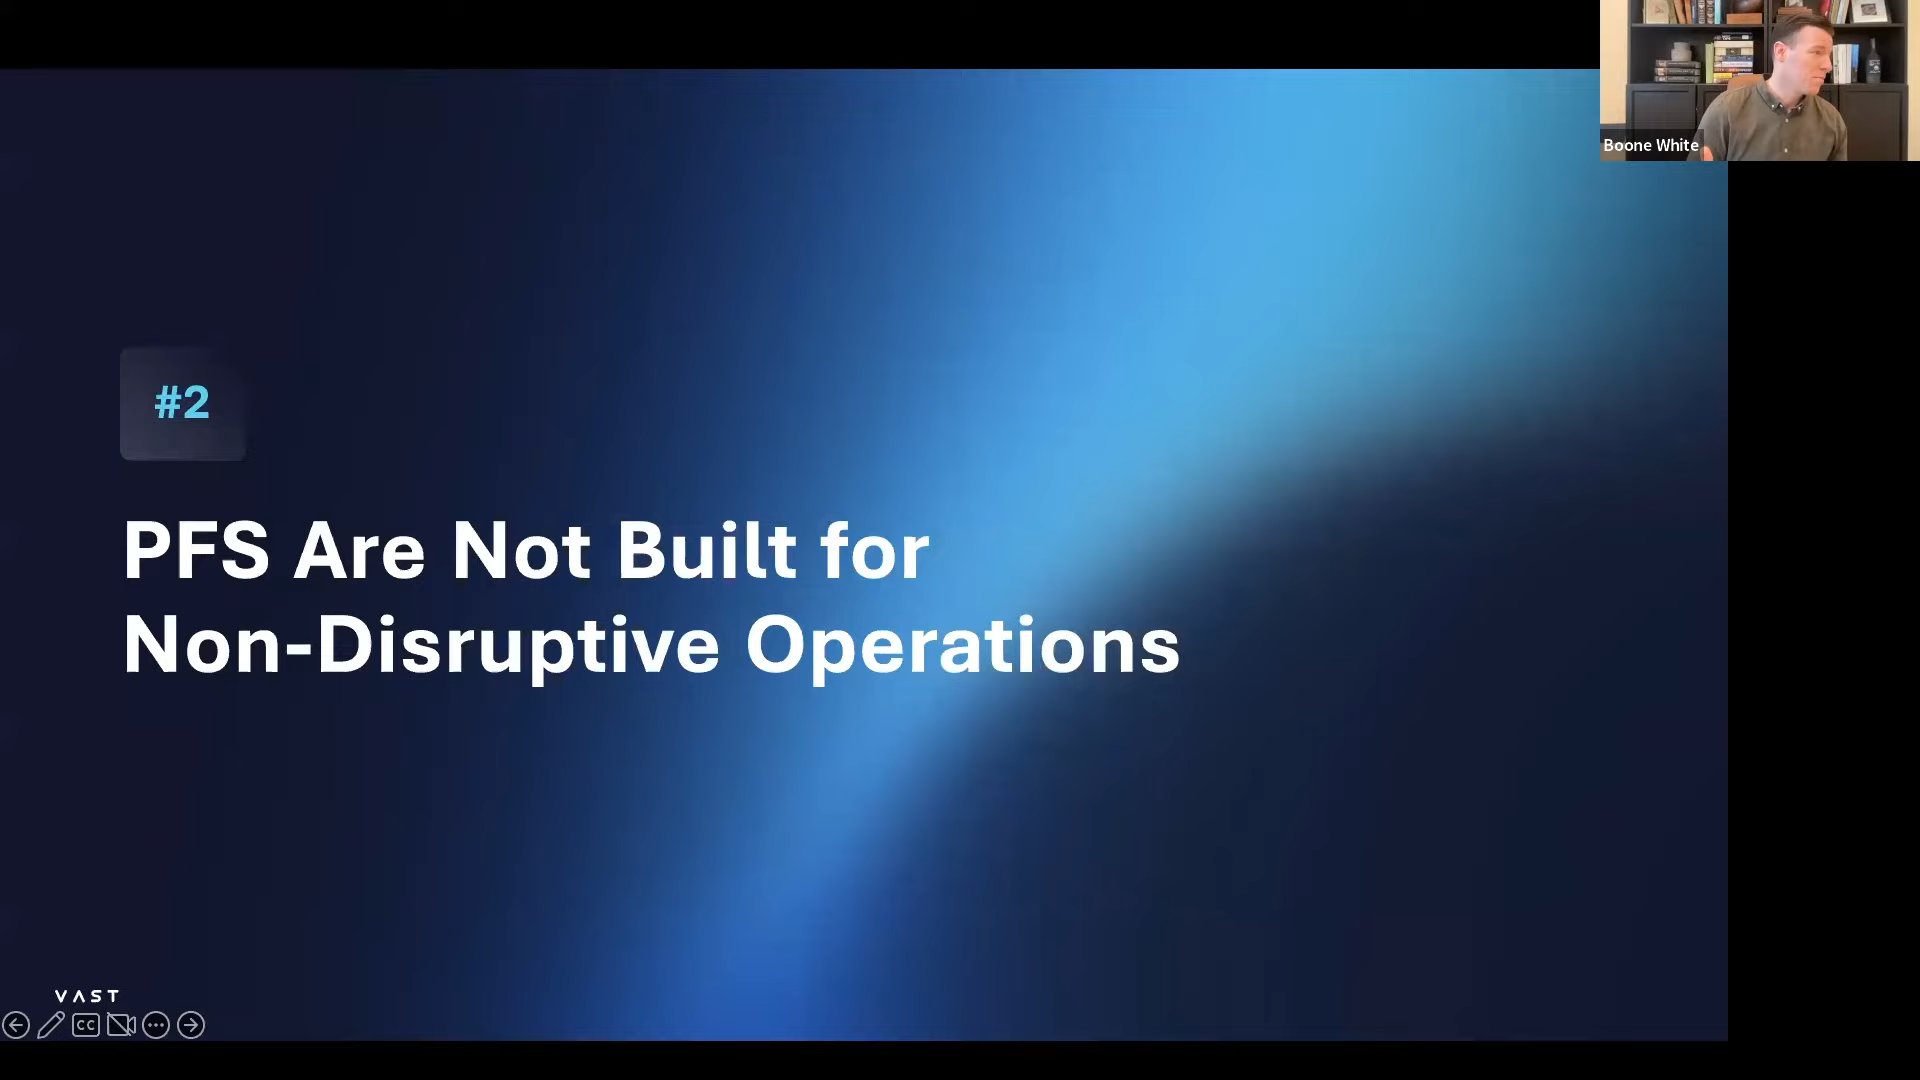 Boone White
#2
PFS Are Not Built for
Non-Disruptive Operations
VAST
CC